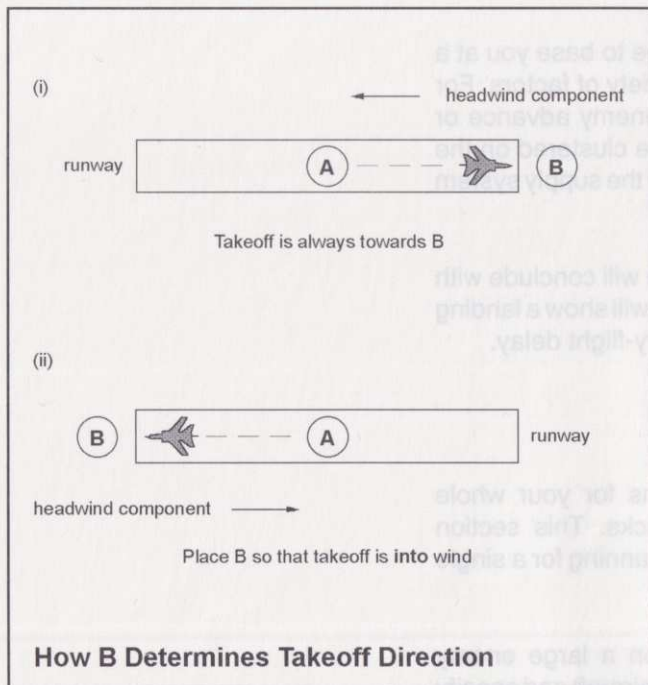 (i)
headwind component
runway
A
B
Takeoff is always towards B
(ii)
B
A
runway
headwind component
Place B so that takeoff is into wind
How B Determines Takeoff Direction